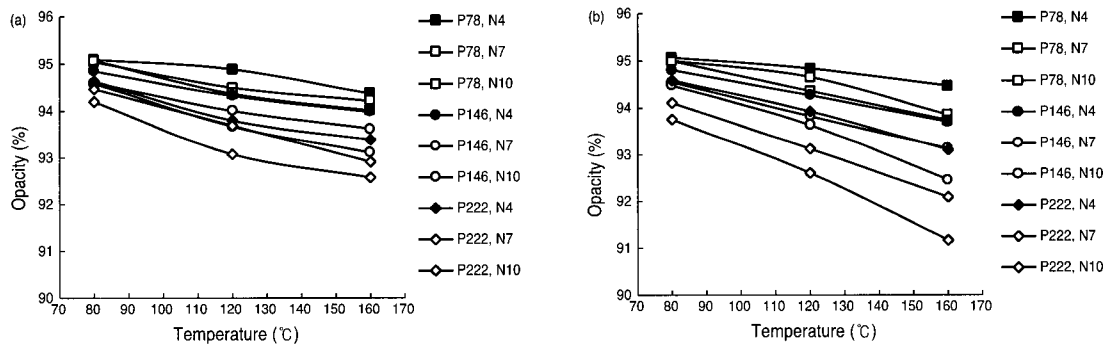 (a)
Opacity (%)
96
95
94
93
92
91
90
70 80 90 100 110 120 130 140 150 160 170
Temperature (℃)
P78, N4
P78, N7
P78, N10
P146, N4
P146, N7
P146, N10
P222, N4
P222, N7
P222, N10
(b)
Opacity (%)
96
95
94
93
92
91
90
70 80 90 100 110 120 130 140 150 160 170
Temperature (℃)
P78, N4
P78, N7
P78, N10
P146, N4
P146, N7
P146, N10
P222, N4
P222, N7
P222, N10